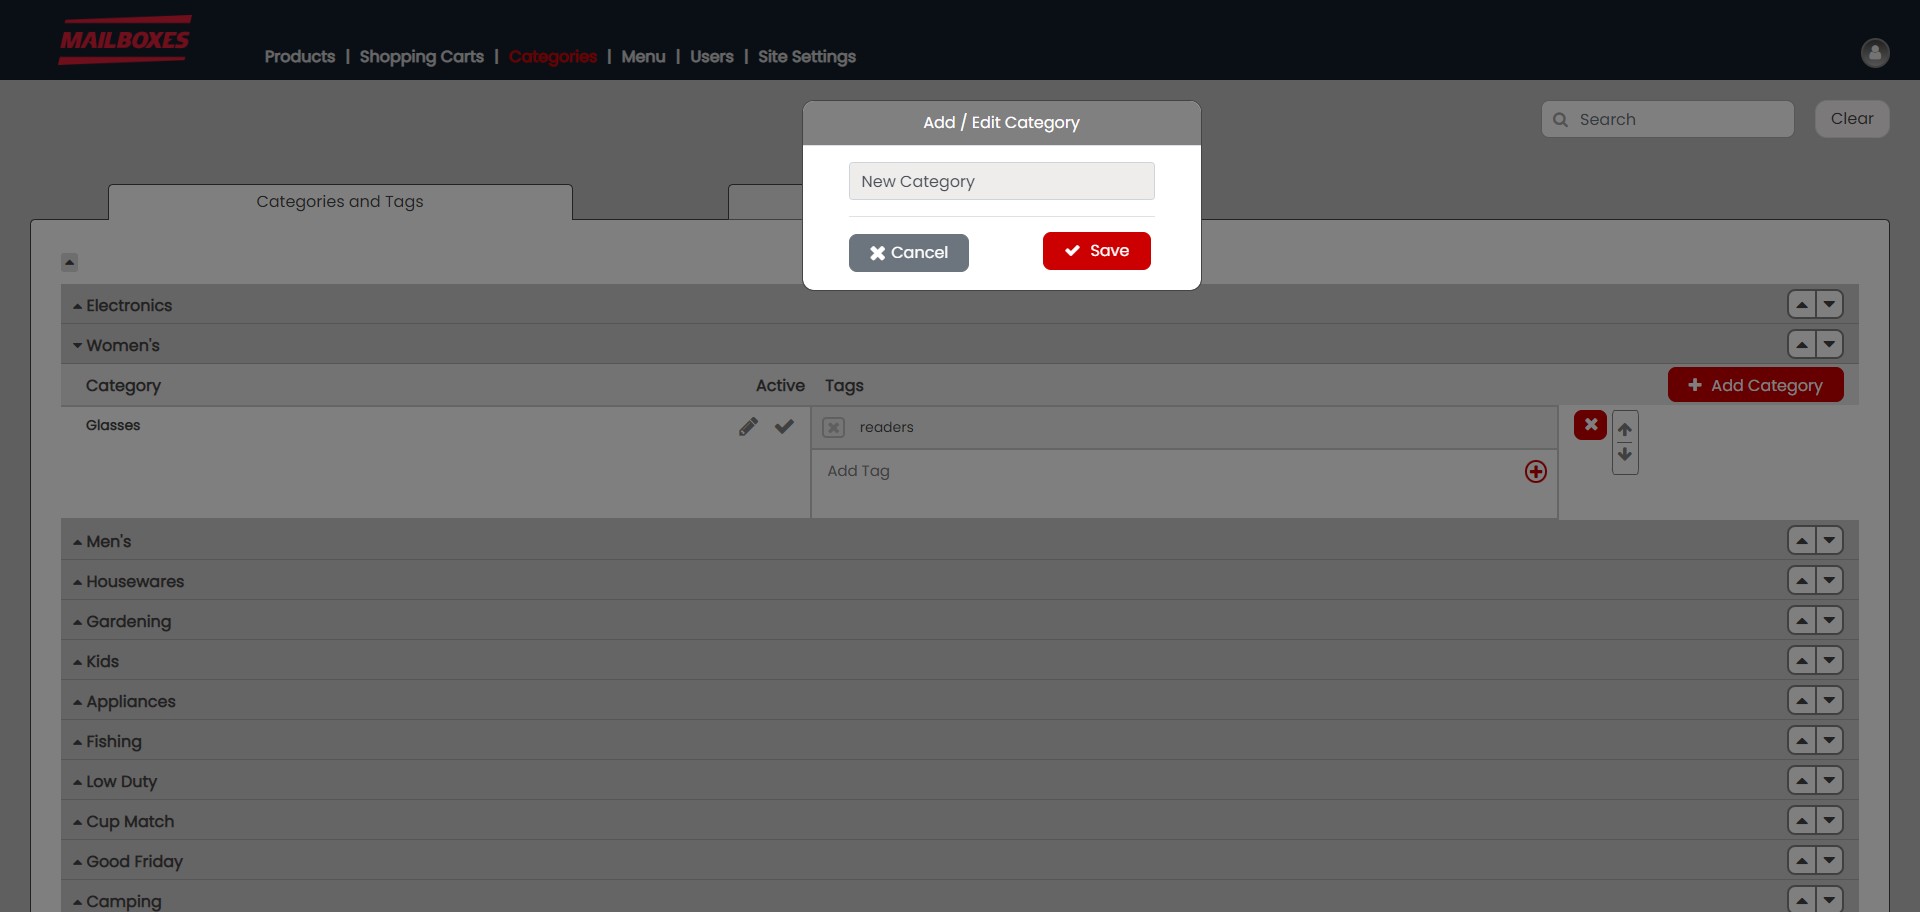 MAILBOXES
Products | Shopping Carts | Categories | Menu | Users | Site Settings
Add / Edit Category
Search
Clear
New Category
Categories and Tags
Cancel
Save
Electronics
Women's
Category Active Tags Add Category
Glasses readers
Add Tag
Men's
Housewares
Gardening
Kids
Appliances
Fishing
Low Duty
Cup Match
Good Friday
Camping